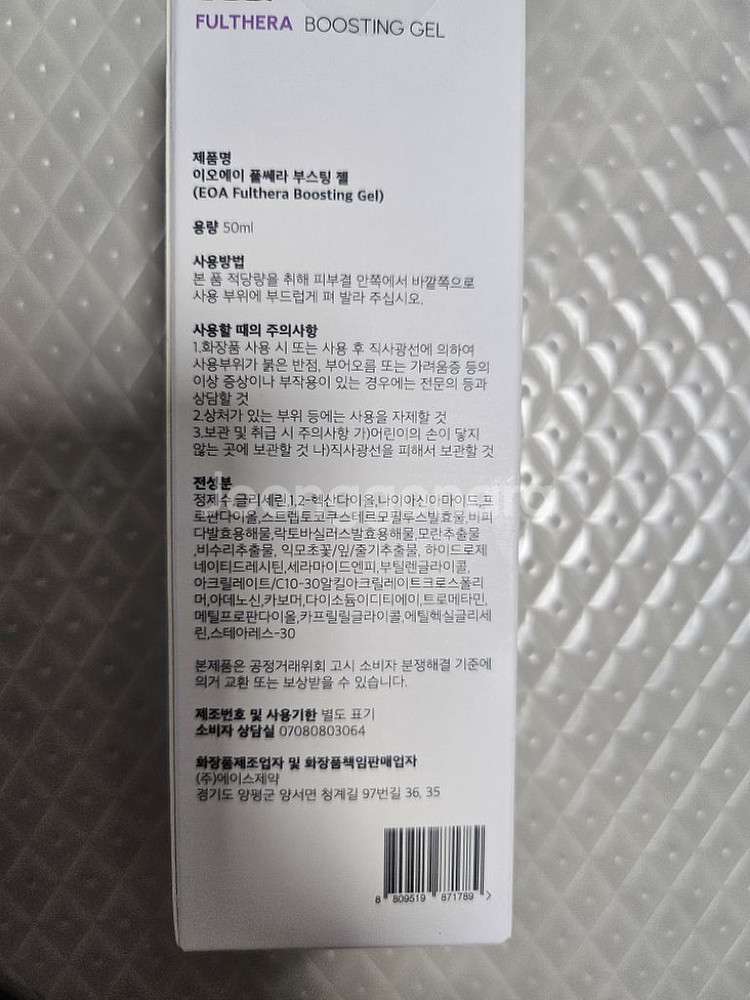 FULTHERA BOOSTING GEL
제품명
이오에이 풀쎄라 부스팅 젤
(EOA Fulthera Boosting Gel)
용량 50ml
사용방법
본 품 적당량을 취해 피부결 안쪽에서 바깥쪽으로
사용 부위에 부드럽게 펴 발라 주십시오.
사용할 때의 주의사항
1.화장품 사용 시 또는 사용 후 직사광선에 의하여
사용부위가 붉은 반점, 부어오름 또는 가려움증 등의
이상 증상이나 부작용이 있는 경우에는 전문의 등과
상담할 것
2.상처가 있는 부위 등에는 사용을 자제할 것
3.보관 및 취급 시 주의사항 가)어린이의 손이 닿지
않는 곳에 보관할 것 나)직사광선을 피해서 보관할 것
전성분
정제수,글리세린,1,2-헥산다이올,나이아신아마이드,프
로판다이올,스트렙토코쿠스테르모필루스발효물,비피
다발효용해물,락토바실러스발효용해물,모란추출물
,비수리추출물, 익모초꽃/잎/줄기추출물, 하이드로제
네이티드레시틴,세라마이드엔피,부틸렌글라이콜,
아크릴레이트/C10-30알킬아크릴레이트크로스폴리
머,아데노신,카보머,다이소듐이디티에이,트로메타민,
메틸프로판다이올,카프릴릴글라이콜,에틸헥실글리세
린,스테아레스-30
본제품은 공정거래위회 고시 소비자 분쟁해결 기준에
의거 교환 또는 보상받을 수 있습니다.
제조번호 및 사용기한 별도 표기
소비자 상담실 07080803064
화장품제조업자 및 화장품책임판매업자
(주)에이스제약
경기도 양평군 양서면 청계길 97번길 36, 35
8 809519 871789